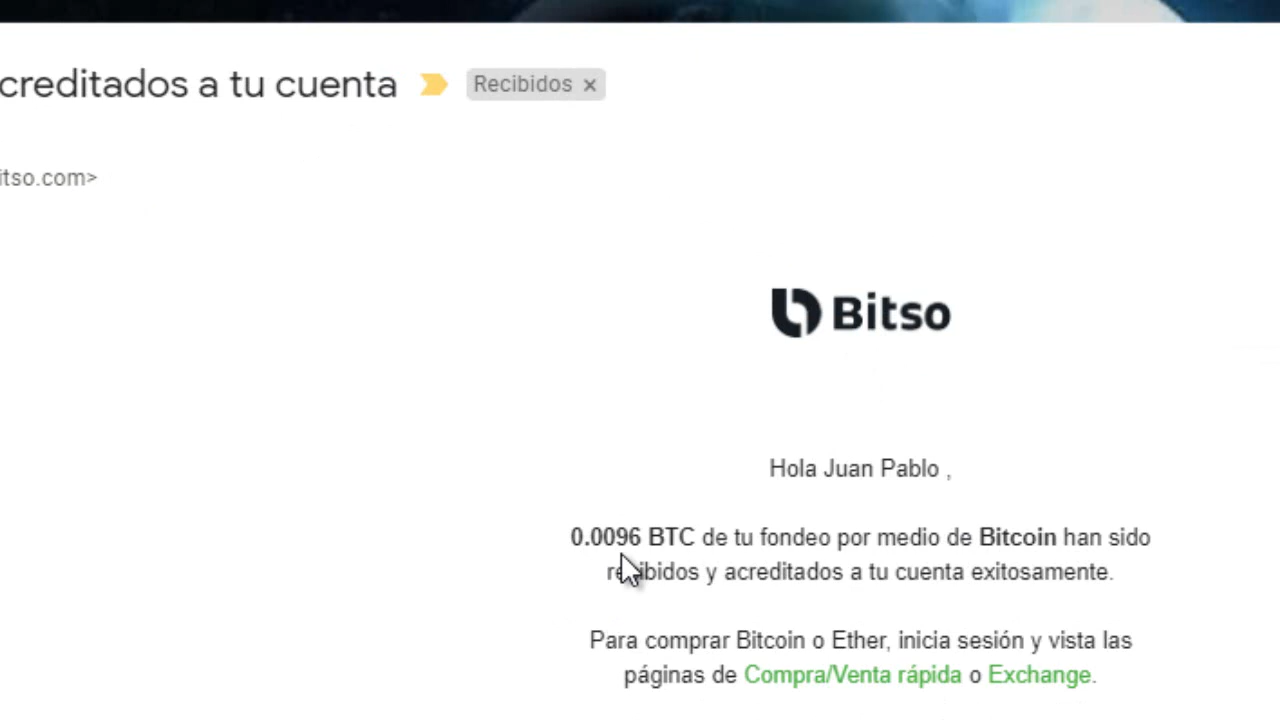 creditados a tu cuenta
Recibidos ×
itso.com>
Bitso
Hola Juan Pablo ,
0.0096 BTC de tu fondeo por medio de Bitcoin han sido
recibidos y acreditados a tu cuenta exitosamente.
Para comprar Bitcoin o Ether, inicia sesión y vista las
páginas de Compra/Venta rápida o Exchange.